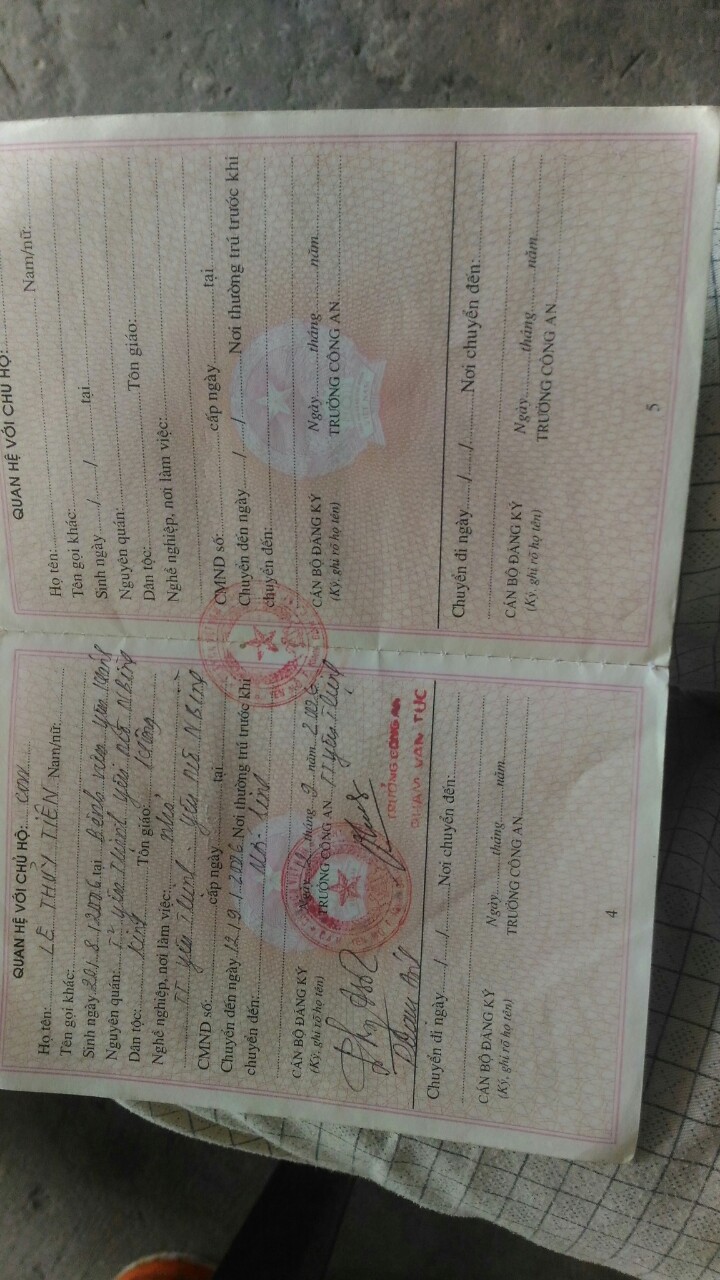 QUAN HỆ VỚI CHỦ HỘ: con
Họ tên: LÊ THUỶ TIÊN Nam/nữ:
Tên gọi khác:
Sinh ngày 20/8/2006 tại Bệnh viện Yên Khánh
Nguyên quán: T² Yên Thịnh Yên Mô NBình
Dân tộc: Kinh Tôn giáo: Không
Nghề nghiệp, nơi làm việc: nhỏ
TT Yên Thịnh - Yên Mô NBình
CMND số: cấp ngày tại
Chuyển đến ngày 12/9/2006 Nơi thường trú trước khi
chuyển đến: Mới sinh
CÁN BỘ ĐĂNG KÝ Ngày 12 tháng 9 năm 2006
(Ký, ghi rõ họ tên) TRƯỞNG CÔNG AN TT Yên Thịnh
TRƯỞNG CÔNG AN
PHẠM VĂN TỨC
Chuyển đi ngày / / Nơi chuyển đến:
CÁN BỘ ĐĂNG KÝ Ngày tháng năm
(Ký, ghi rõ họ tên) TRƯỞNG CÔNG AN
4
QUAN HỆ VỚI CHỦ HỘ:
Nam/nữ:
Họ tên:
Tên gọi khác:
Sinh ngày / / tại
Nguyên quán:
Dân tộc: Tôn giáo:
Nghề nghiệp, nơi làm việc:
CMND số: cấp ngày tại
Chuyển đến ngày / / Nơi thường trú trước khi
chuyển đến:
CÁN BỘ ĐĂNG KÝ Ngày tháng năm
(Ký, ghi rõ họ tên) TRƯỞNG CÔNG AN
VIỆT NAM
Chuyển đi ngày / / Nơi chuyển đến:
CÁN BỘ ĐĂNG KÝ Ngày tháng năm
(Ký, ghi rõ họ tên) TRƯỞNG CÔNG AN
5